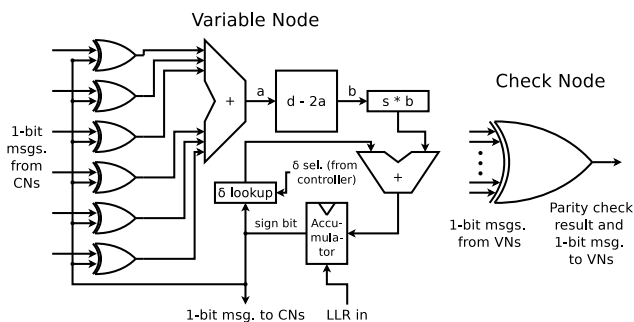 Variable Node
+
a
d - 2a
b
s * b
1-bit
msgs.
from
CNs
δ sel. (from
controller)
δ lookup
+
sign bit
Accu-
mula-
tor
1-bit msg. to CNs
LLR in
Check Node
1-bit msgs.
from VNs
Parity check
result and
1-bit msg.
to VNs